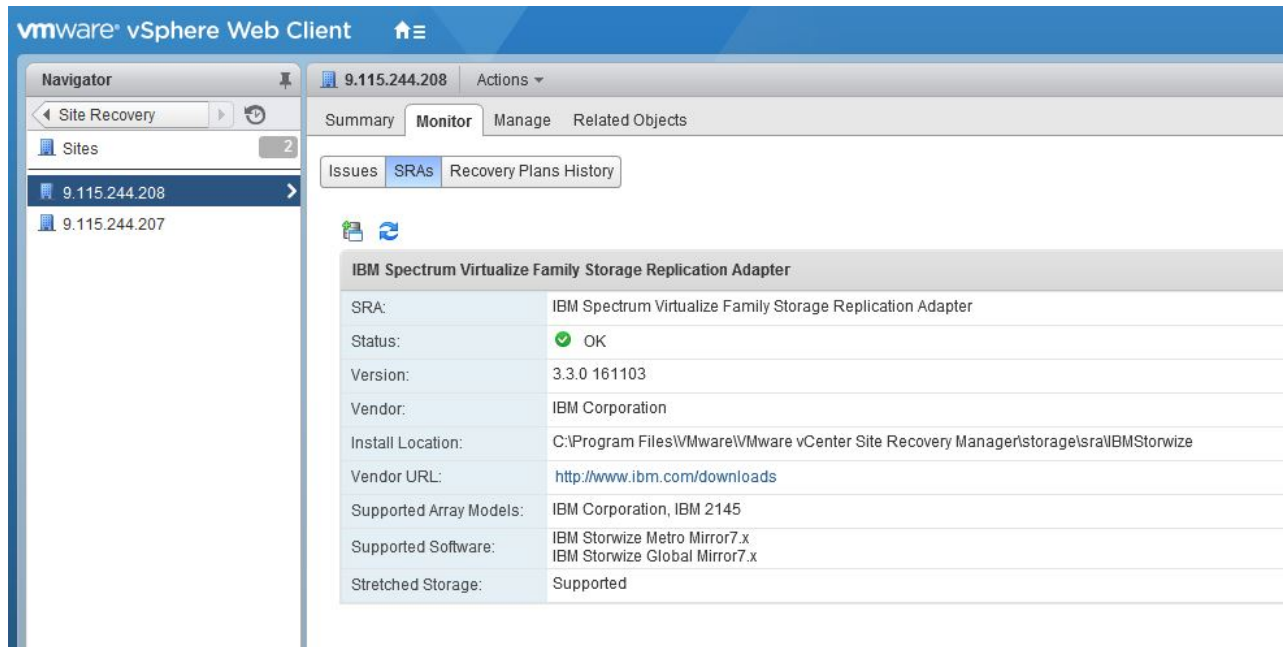 vmware® vSphere Web Client
Navigator
Site Recovery
Sites 2
9.115.244.208
9.115.244.207
9.115.244.208 Actions
Summary Monitor Manage Related Objects
Issues SRAs Recovery Plans History
IBM Spectrum Virtualize Family Storage Replication Adapter
SRA: IBM Spectrum Virtualize Family Storage Replication Adapter
Status: OK
Version: 3.3.0 161103
Vendor: IBM Corporation
Install Location: C:\Program Files\VMware\VMware vCenter Site Recovery Manager\storage\sra\IBMStorwize
Vendor URL: http://www.ibm.com/downloads
Supported Array Models: IBM Corporation, IBM 2145
Supported Software: IBM Storwize Metro Mirror7.x
IBM Storwize Global Mirror7.x
Stretched Storage: Supported